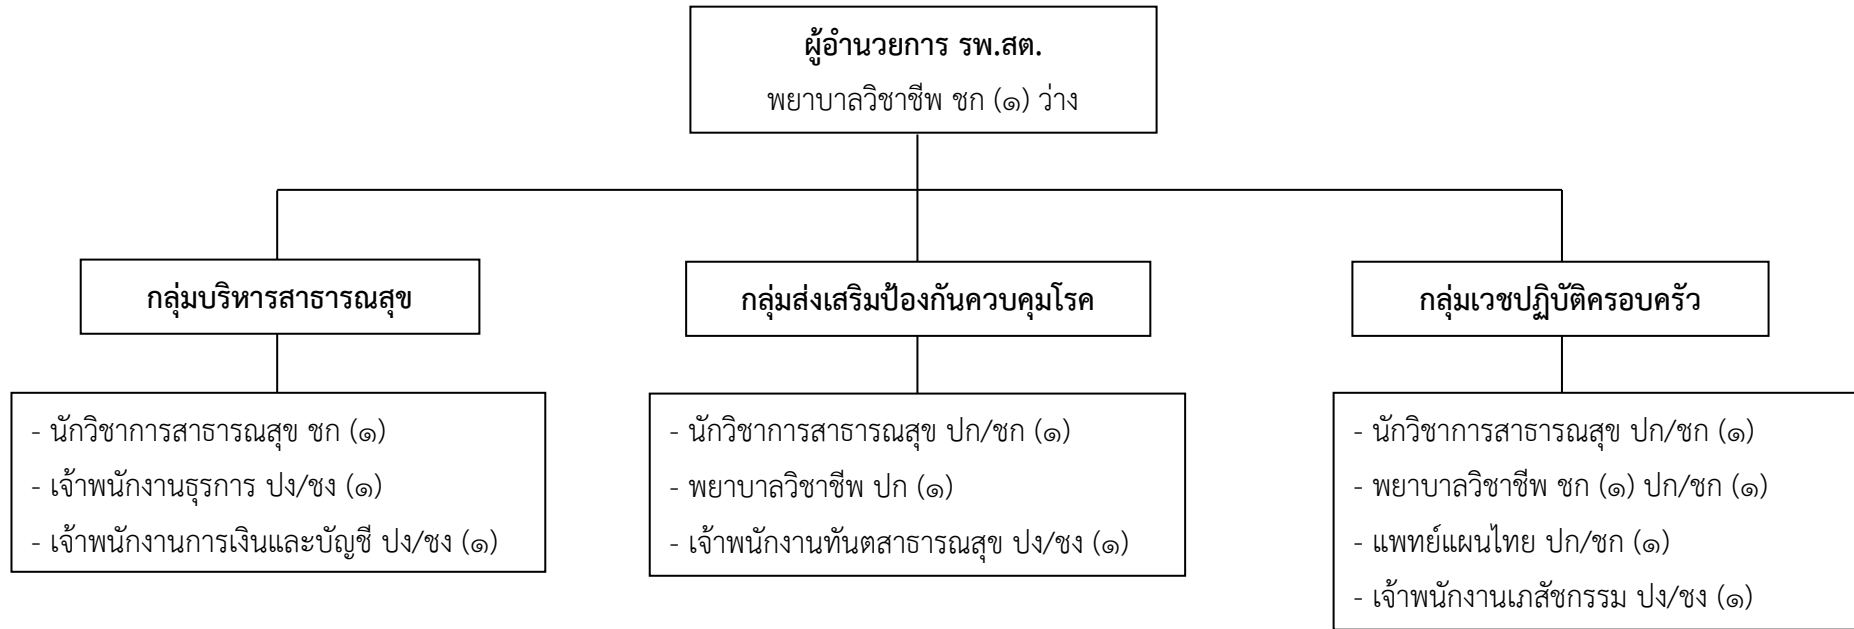 ผู้อำนวยการ รพ.สต.
พยาบาลวิชาชีพ ชก (๑) ว่าง
กลุ่มบริหารสาธารณสุข
- นักวิชาการสาธารณสุข ชก (๑)
- เจ้าพนักงานธุรการ ปง/ชง (๑)
- เจ้าพนักงานการเงินและบัญชี ปง/ชง (๑)
กลุ่มส่งเสริมป้องกันควบคุมโรค
- นักวิชาการสาธารณสุข ปก/ชก (๑)
- พยาบาลวิชาชีพ ปก (๑)
- เจ้าพนักงานทันตสาธารณสุข ปง/ชง (๑)
กลุ่มเวชปฏิบัติครอบครัว
- นักวิชาการสาธารณสุข ปก/ชก (๑)
- พยาบาลวิชาชีพ ชก (๑) ปก/ชก (๑)
- แพทย์แผนไทย ปก/ชก (๑)
- เจ้าพนักงานเภสัชกรรม ปง/ชง (๑)